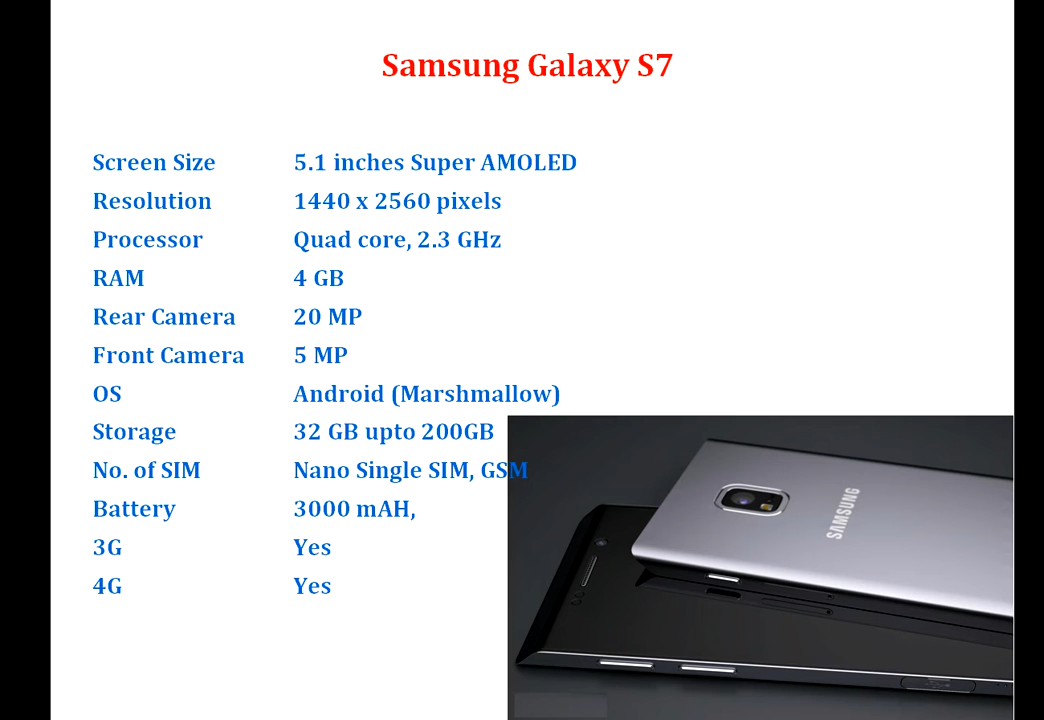 Samsung Galaxy S7
Screen Size 5.1 inches Super AMOLED
Resolution 1440 x 2560 pixels
Processor Quad core, 2.3 GHz
RAM 4 GB
Rear Camera 20 MP
Front Camera 5 MP
OS Android (Marshmallow)
Storage 32 GB upto 200GB
No. of SIM Nano Single SIM, GSM
Battery 3000 mAH,
3G Yes
4G Yes
SAMSUNG